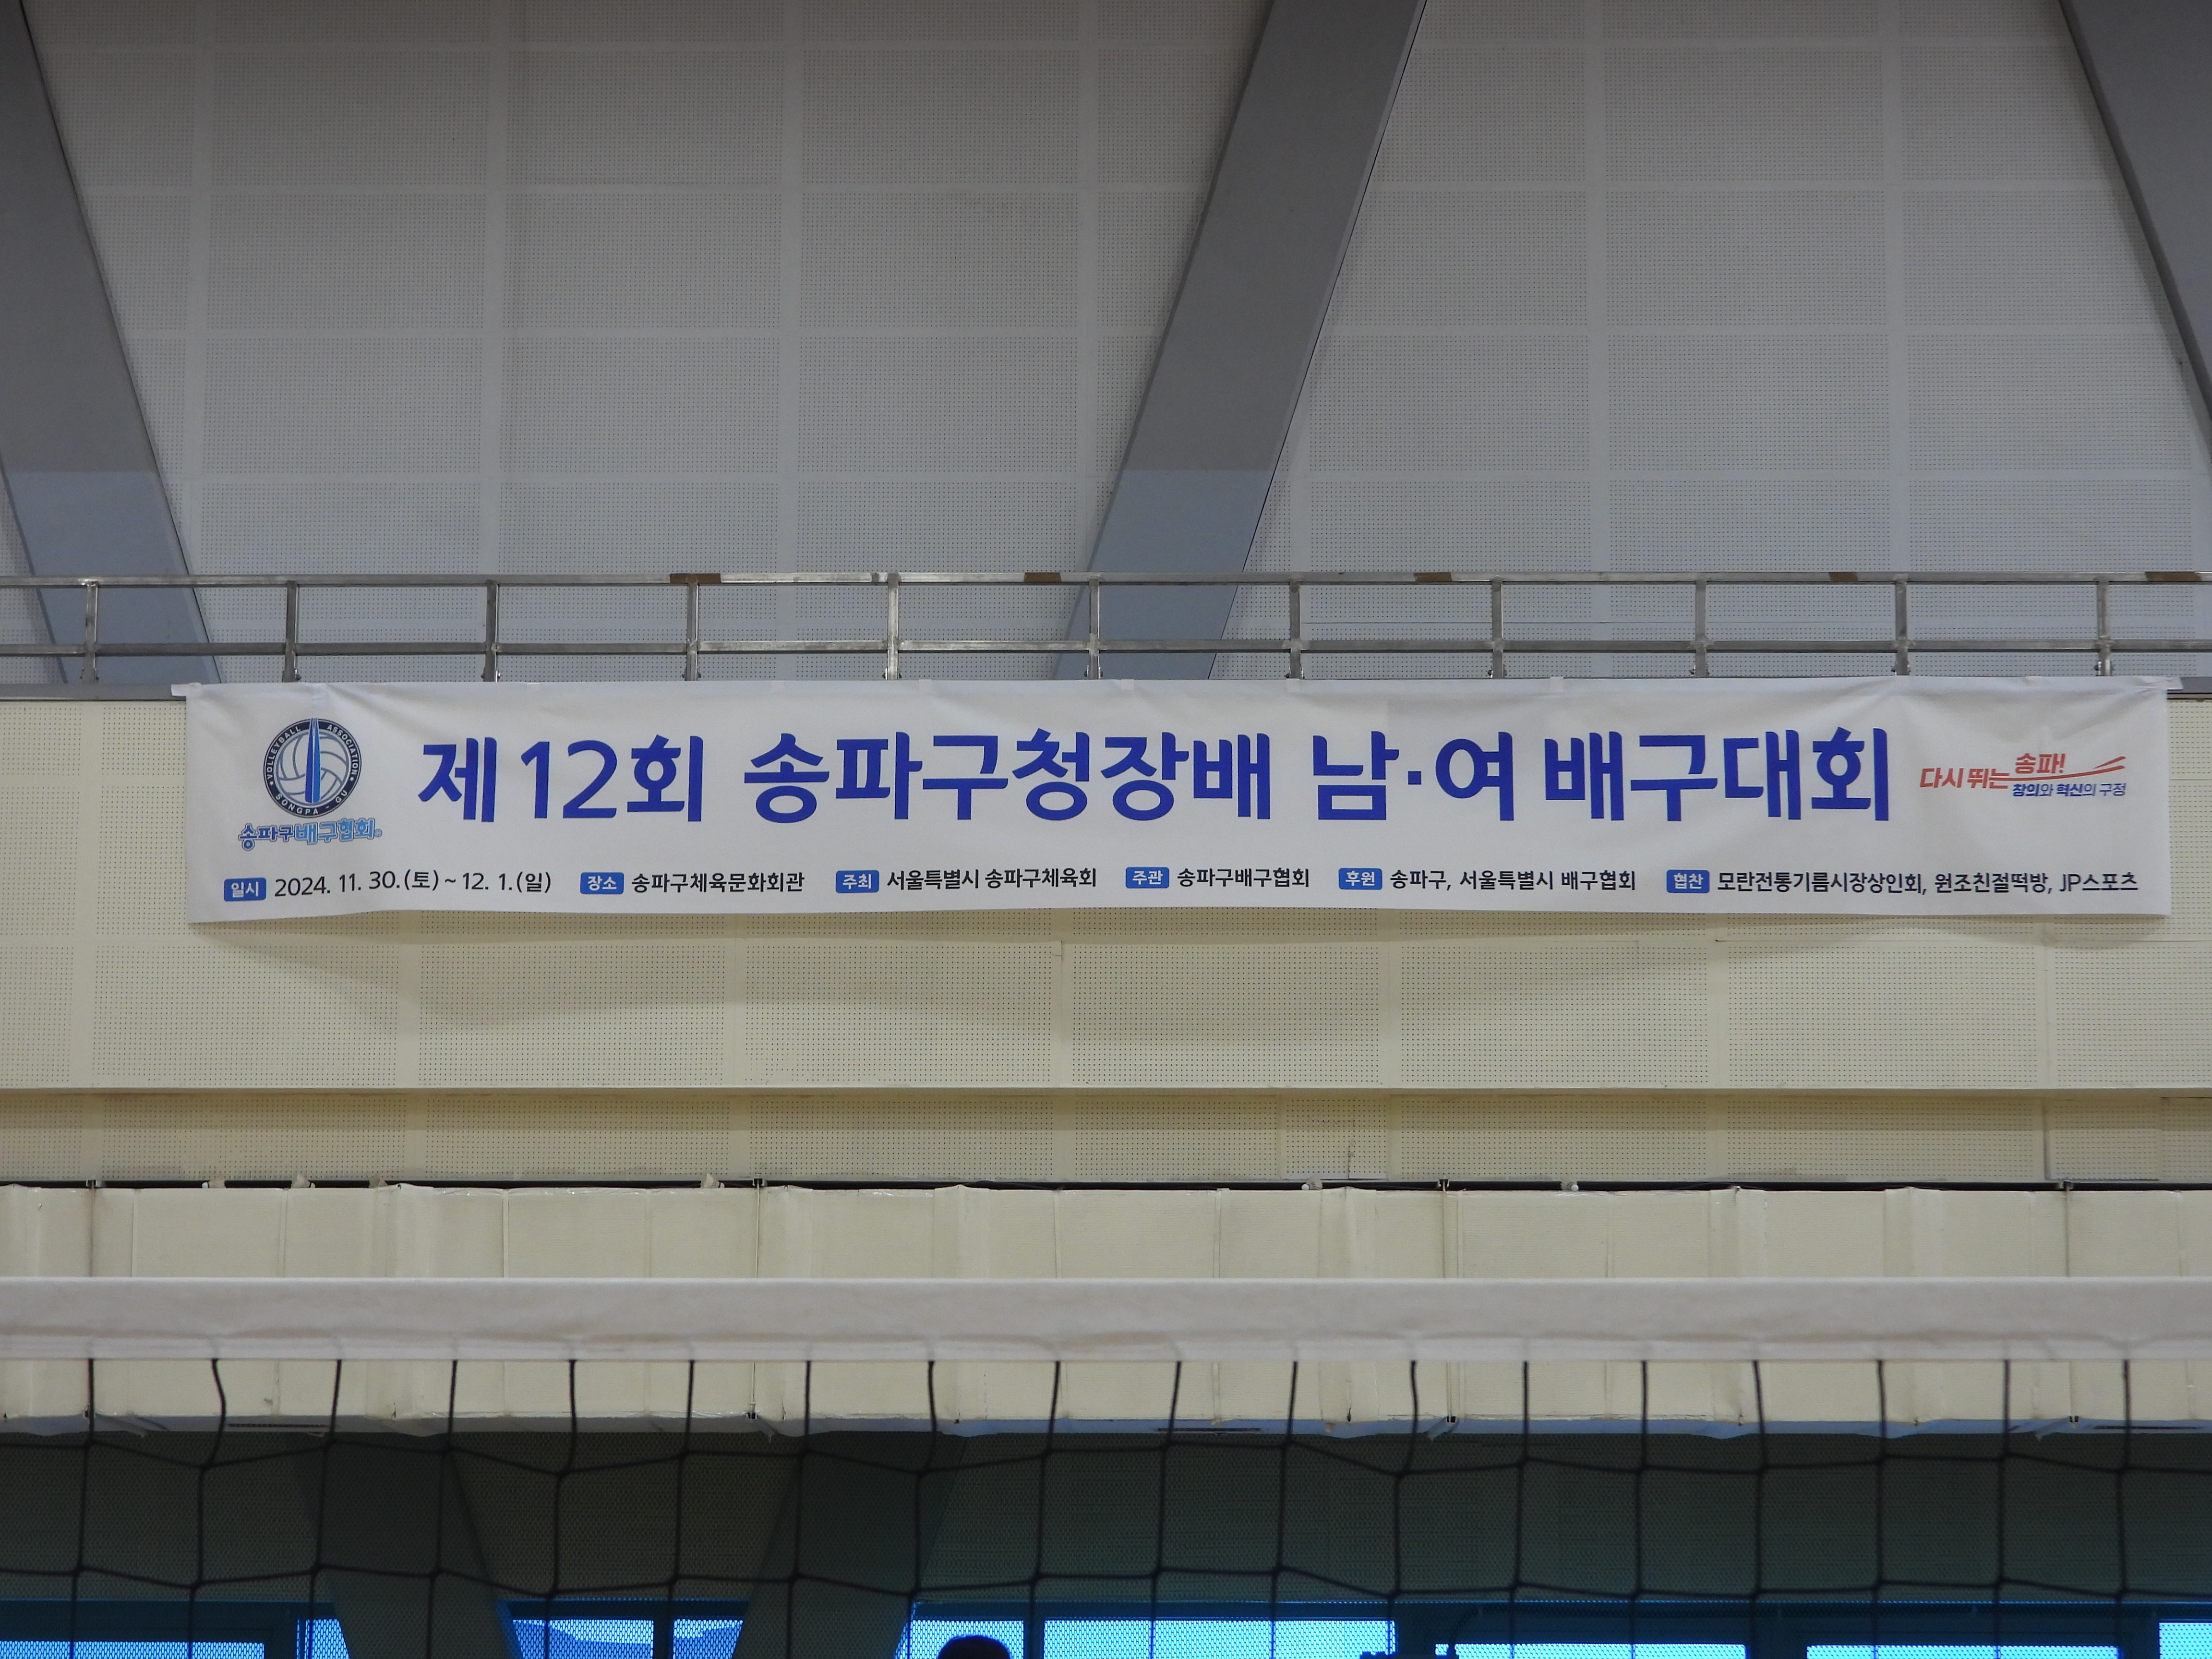 VOLLEYBALL ASSOCIATION
SONGPA-GU
송파구배구협회
제12회 송파구청장배 남·여 배구대회
다시 뛰는 송파!
창의와 혁신의 구정
일시 2024. 11. 30.(토) ~ 12. 1.(일) 장소 송파구체육문화회관 주최 서울특별시 송파구체육회 주관 송파구배구협회 후원 송파구, 서울특별시 배구협회 협찬 모란전통기름시장상인회, 원조친절떡방, JP스포츠